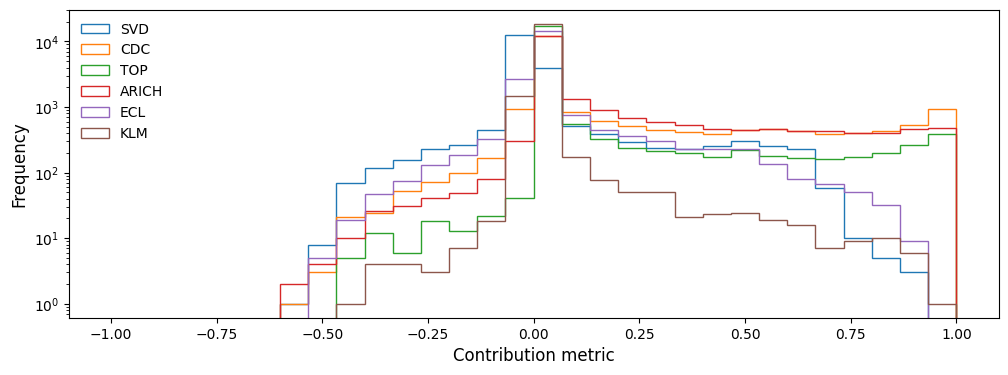 SVD
CDC
TOP
ARICH
ECL
KLM
Frequency
10⁴
10³
10²
10¹
10⁰
−1.00 −0.75 −0.50 −0.25 0.00 0.25 0.50 0.75 1.00
Contribution metric